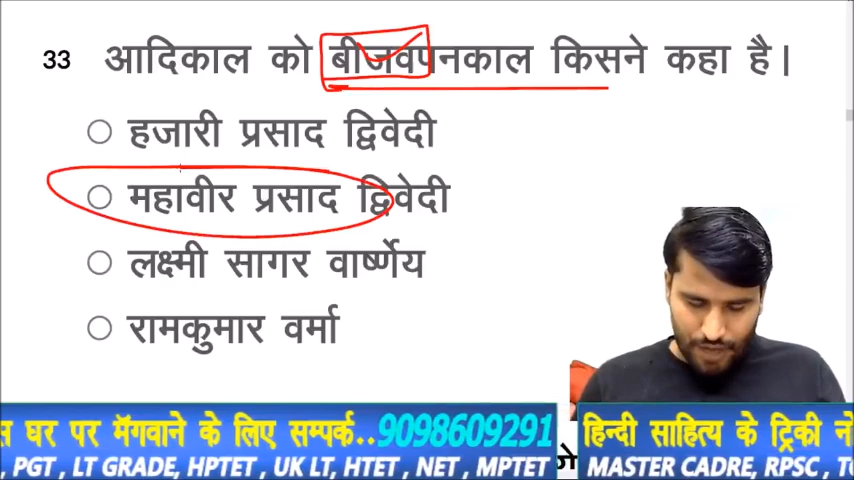 33 आदिकाल को बीजवपनकाल किसने कहा है।
हजारी प्रसाद द्विवेदी
महावीर प्रसाद द्विवेदी
लक्ष्मी सागर वार्ष्णेय
रामकुमार वर्मा
स घर पर मॅगवाने के लिए सम्पर्क..9098609291 हिन्दी साहित्य के ट्रिकी नो
, PGT , LT GRADE, HPTET , UK LT, HTET , NET , MPTET MASTER CADRE, RPSC,